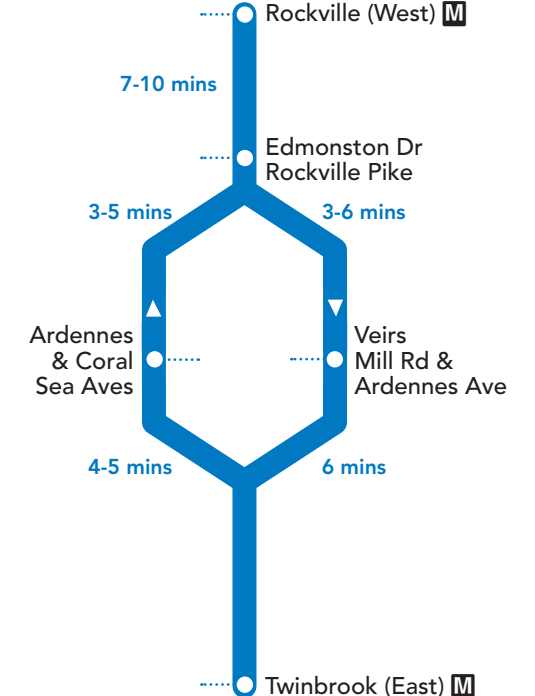 Rockville (West) M
7-10 mins
Edmonston Dr
Rockville Pike
3-5 mins
3-6 mins
Ardennes
& Coral
Sea Aves
Veirs
Mill Rd &
Ardennes Ave
4-5 mins
6 mins
Twinbrook (East) M